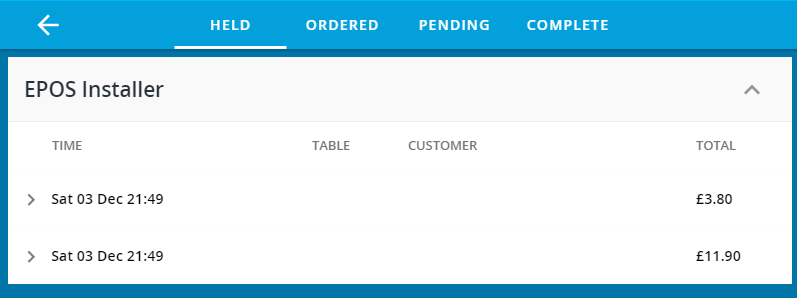 HELD ORDERED PENDING COMPLETE
EPOS Installer
TIME TABLE CUSTOMER TOTAL
Sat 03 Dec 21:49 £3.80
Sat 03 Dec 21:49 £11.90